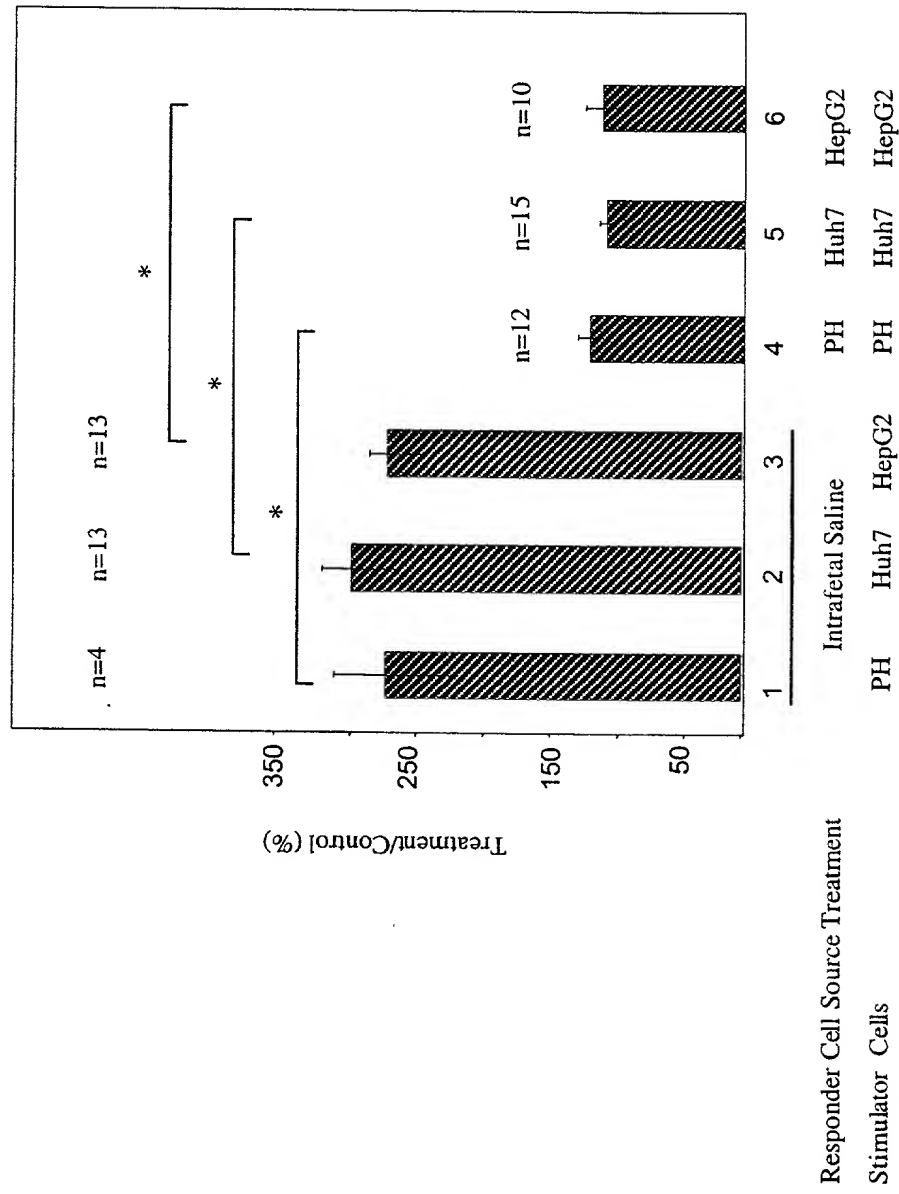 n=4 n=13 n=13
*
*
*
n=12 n=15 n=10
350
250
150
50
Treatment/Control (%)
1 2 3 4 5 6
Responder Cell Source Treatment Intrafetal Saline PH Huh7 HepG2
Stimulator Cells PH Huh7 HepG2 PH Huh7 HepG2